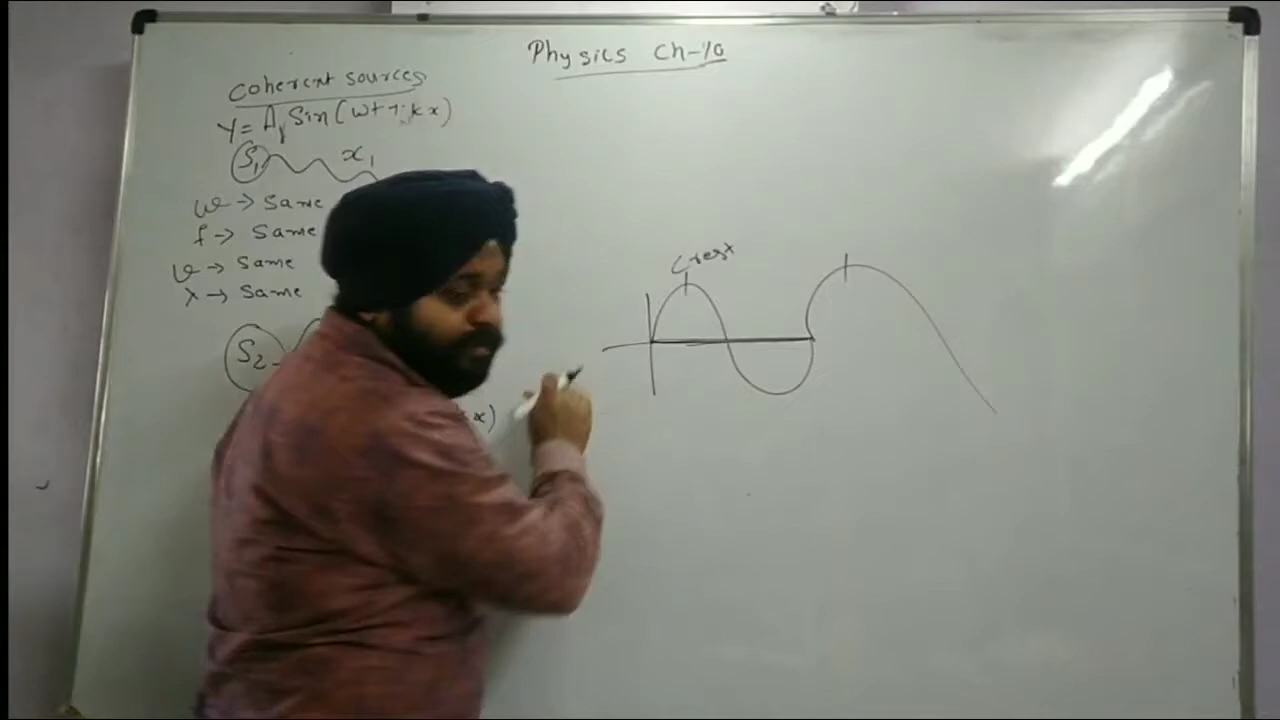 Physics Ch-10
Coherent sources
Y = A₁ Sin(ωt + kx)
S₁ x₁
ω → Same
f → Same
v → Same
λ → Same
S₂
x)
Crest